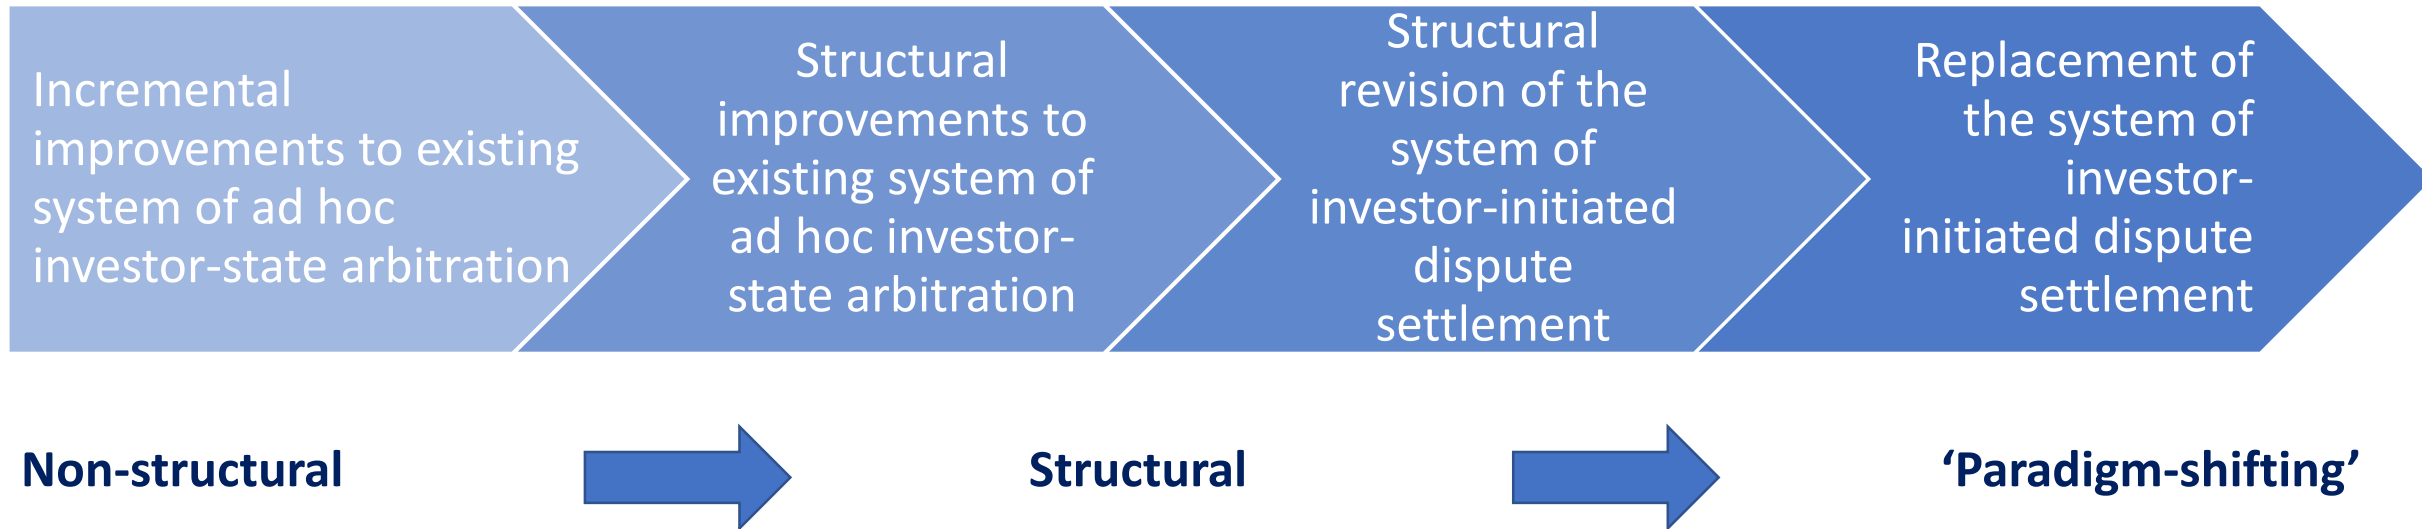 Incremental
improvements to existing
system of ad hoc
investor-state arbitration
Structural
improvements to
existing system of
ad hoc investor-
state arbitration
Structural
revision of the
system of
investor-initiated
dispute
settlement
Replacement of
the system of
investor-
initiated dispute
settlement
Non-structural
Structural
‘Paradigm-shifting’